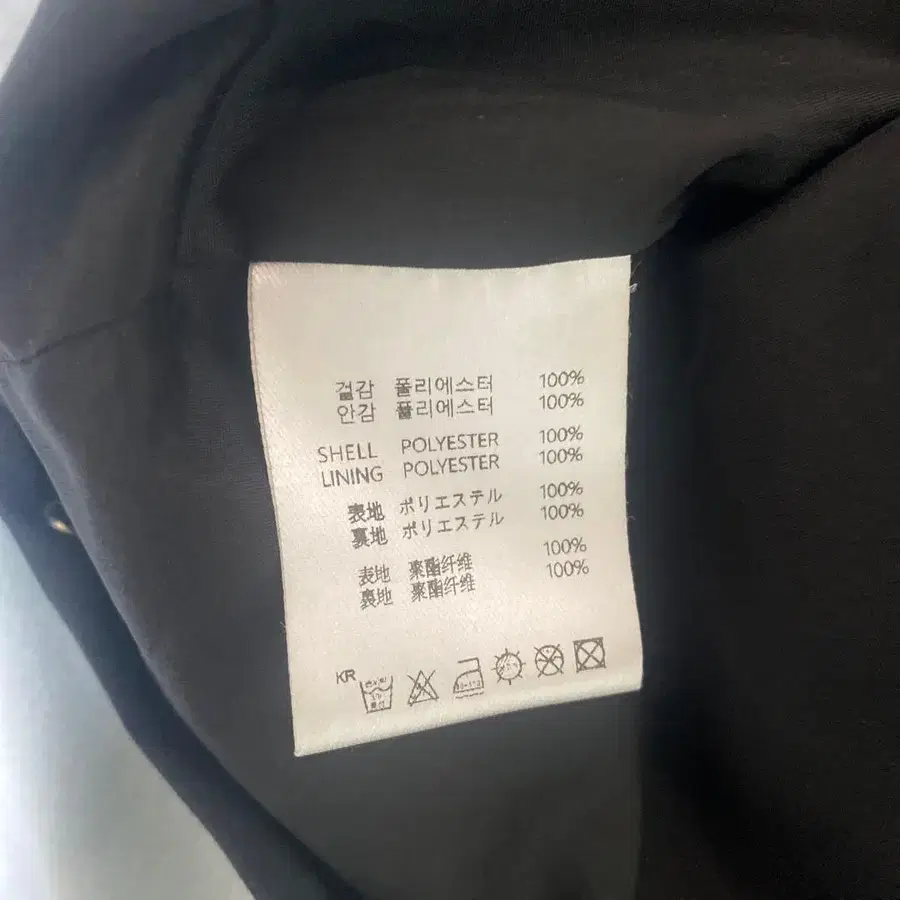 겉감 폴리에스터 100%
안감 폴리에스터 100%
SHELL POLYESTER 100%
LINING POLYESTER 100%
表地 ポリエステル 100%
裏地 ポリエステル 100%
表地 聚酯纤维 100%
裏地 聚酯纤维 100%
KR